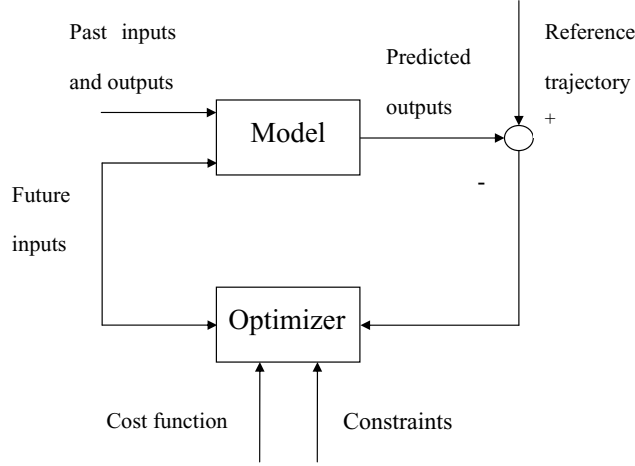 Past inputs
and outputs
Reference
trajectory
+
Predicted
outputs
Model
-
Future
inputs
Optimizer
Cost function
Constraints